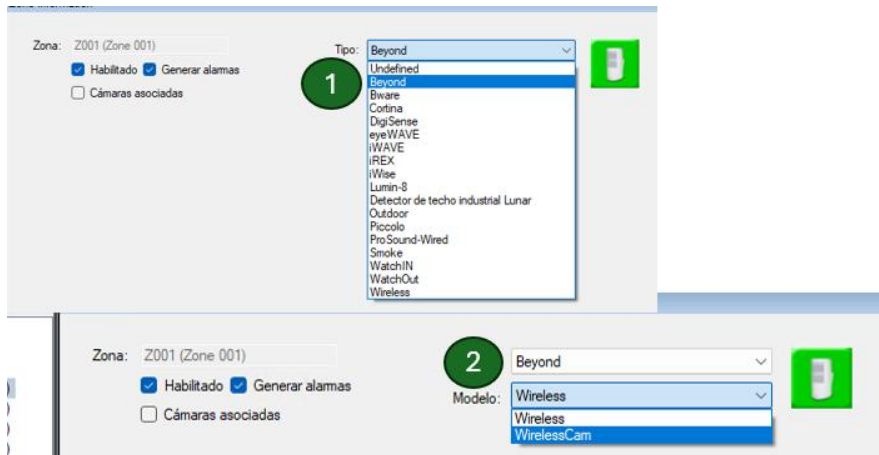 Zona: Z001 (Zone 001)
Tipo: Beyond
Habilitado Generar alarmas
Cámaras asociadas
1
Undefined
Beyond
Bware
Cortina
DigiSense
eyeWAVE
iWAVE
iREX
iWise
Lumin-8
Detector de techo industrial Lunar
Outdoor
Piccolo
ProSound-Wired
Smoke
WatchIN
WatchOut
Wireless
Zona: Z001 (Zone 001)
2
Beyond
Habilitado Generar alarmas
Cámaras asociadas
Modelo: Wireless
Wireless
WirelessCam